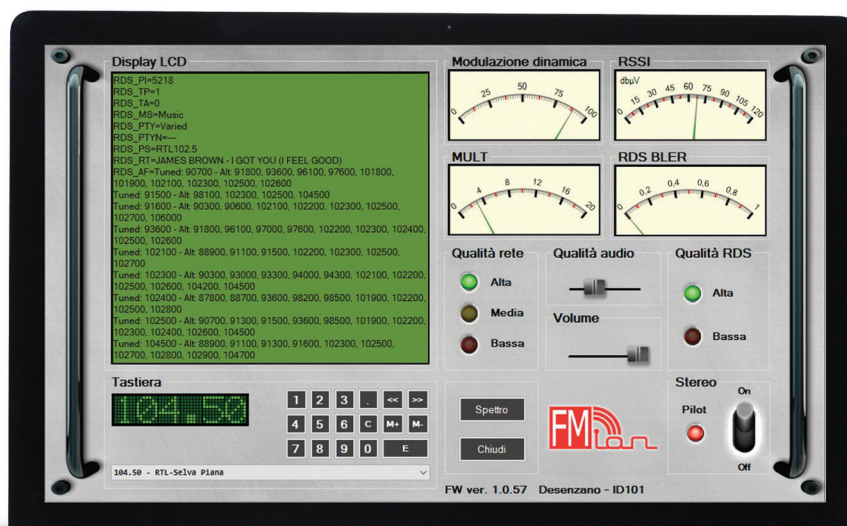 Display LCD
RDS_PI=5218
RDS_TP=1
RDS_TA=0
RDS_MS=Music
RDS_PTY=Varied
RDS_PTYN=---
RDS_PS=RTL102.5
RDS_RT=JAMES BROWN - I GOT YOU (I FEEL GOOD)
RDS_AF=Tuned: 90700 - Alt: 91800, 93600, 96100, 97600, 101800,
101900, 102100, 102300, 102500, 102600
Tuned: 91500 - Alt: 98100, 102300, 102500, 104500
Tuned: 91600 - Alt: 90300, 90600, 102100, 102200, 102300, 102500,
102700, 106000
Tuned: 93600 - Alt: 91800, 96100, 97000, 97600, 102200, 102300, 102400,
102500, 102600
Tuned: 102100 - Alt: 88900, 91100, 91500, 102200, 102300, 102500,
102700
Tuned: 102300 - Alt: 90300, 93000, 93300, 94000, 94300, 102100, 102200,
102500, 102600, 104200, 104500
Tuned: 102400 - Alt: 87800, 88700, 93600, 98200, 98500, 101900, 102200,
102500, 102800
Tuned: 102500 - Alt: 90700, 91300, 91500, 93600, 98500, 101900, 102200,
102300, 102400, 102600, 104500
Tuned: 104500 - Alt: 88900, 91100, 91300, 91600, 102300, 102500,
102700, 102800, 102900, 104700
Modulazione dinamica
0 25 50 75 100
RSSI
dbµV
0 15 30 45 60 75 90 105 120
MULT
0 4 8 12 16 20
RDS BLER
0 0,2 0,4 0,6 0,8 1
Qualità rete
Alta
Media
Bassa
Qualità audio
Volume
Qualità RDS
Alta
Bassa
Tastiera
104.50
1 2 3 . << >>
4 5 6 C M+ M-
7 8 9 0 E
104.50 - RTL-Selva Piana
Spettro
Chiudi
FMian
Stereo
Pilot
On
Off
FW ver. 1.0.57 Desenzano - ID101